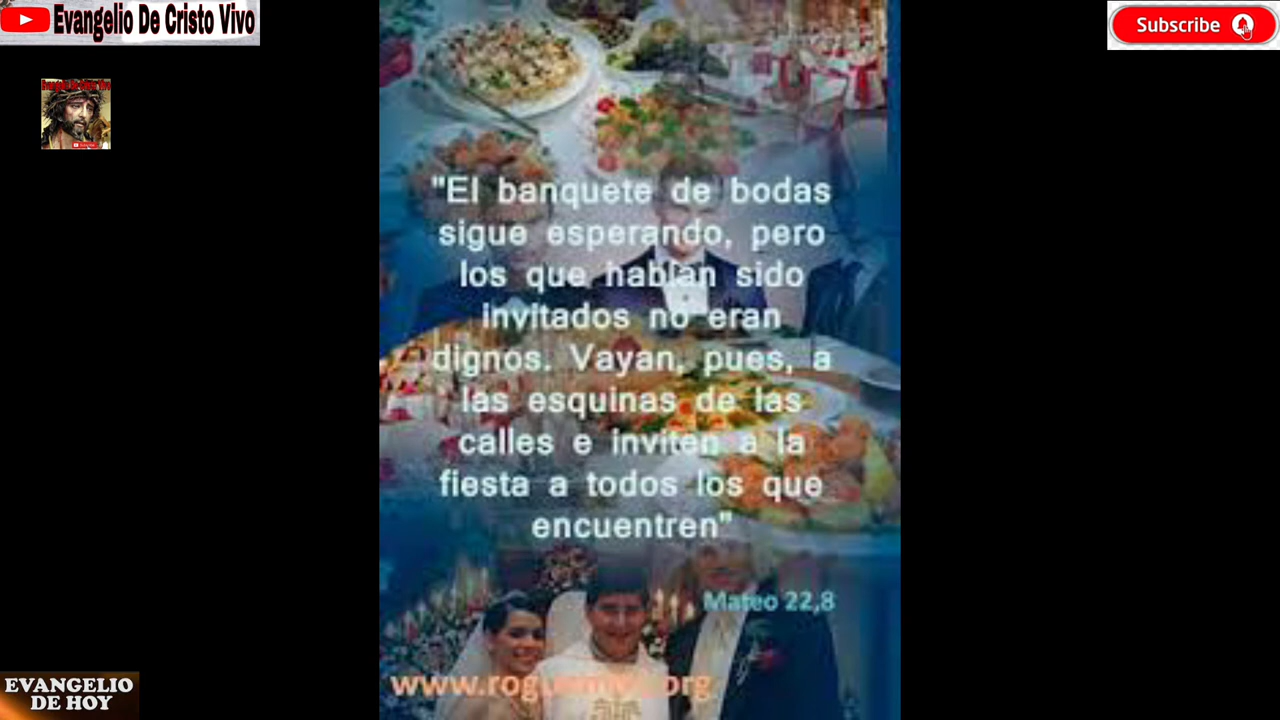 Evangelio De Cristo Vivo
Subscribe
"El banquete de bodas
sigue esperando, pero
los que habían sido
invitados no eran
dignos. Vayan, pues, a
las esquinas de las
calles e inviten a la
fiesta a todos los que
encuentren"
Mateo 22,8
EVANGELIO
DE HOY